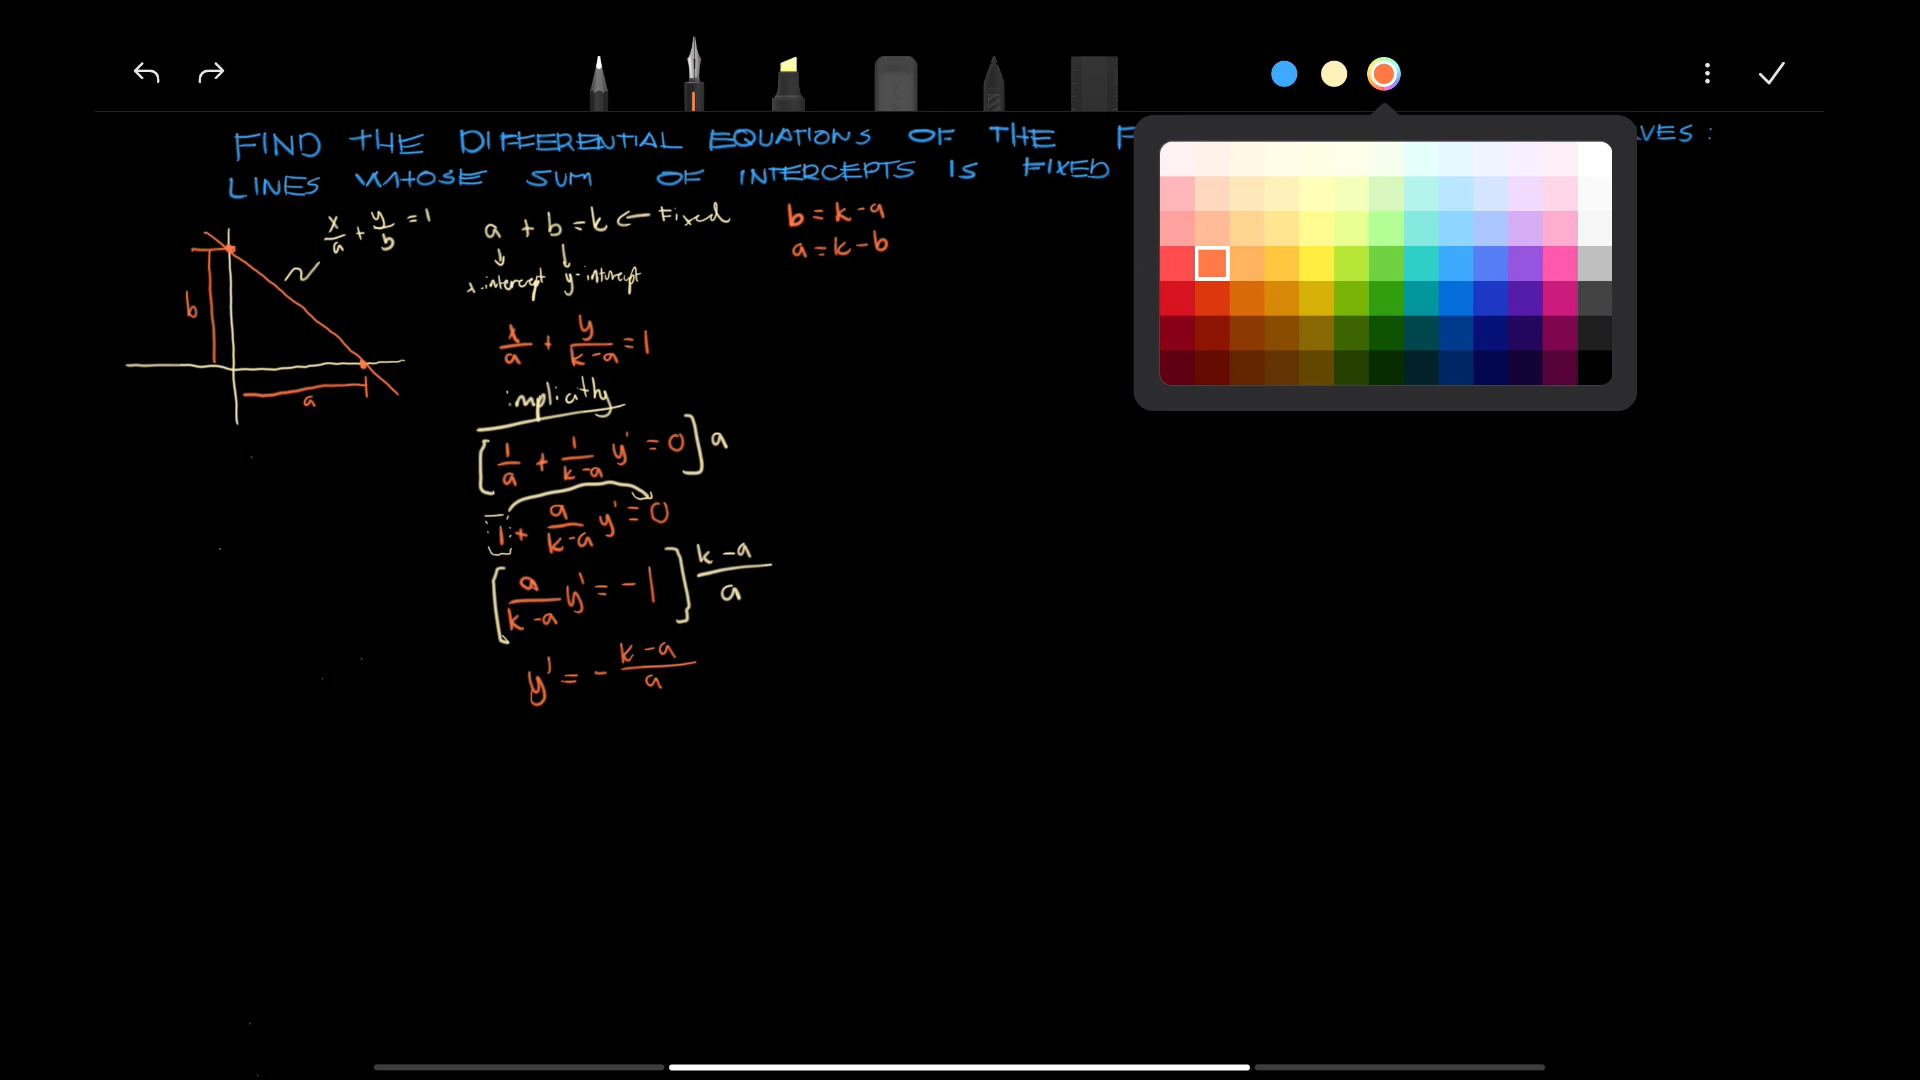 FIND THE DIFFERENTIAL EQUATIONS OF THE F VES :
LINES WHOSE SUM OF INTERCEPTS IS FIXED
x/a + y/b = 1
a + b = k ← Fixed
x-intercept y-intercept
b = k - a
a = k - b
b
a
x/a + y/(k-a) = 1
implicitly
[1/a + 1/(k-a) y' = 0] a
1 + a/(k-a) y' = 0
[a/(k-a) y' = -1] (k-a)/a
y' = - (k-a)/a